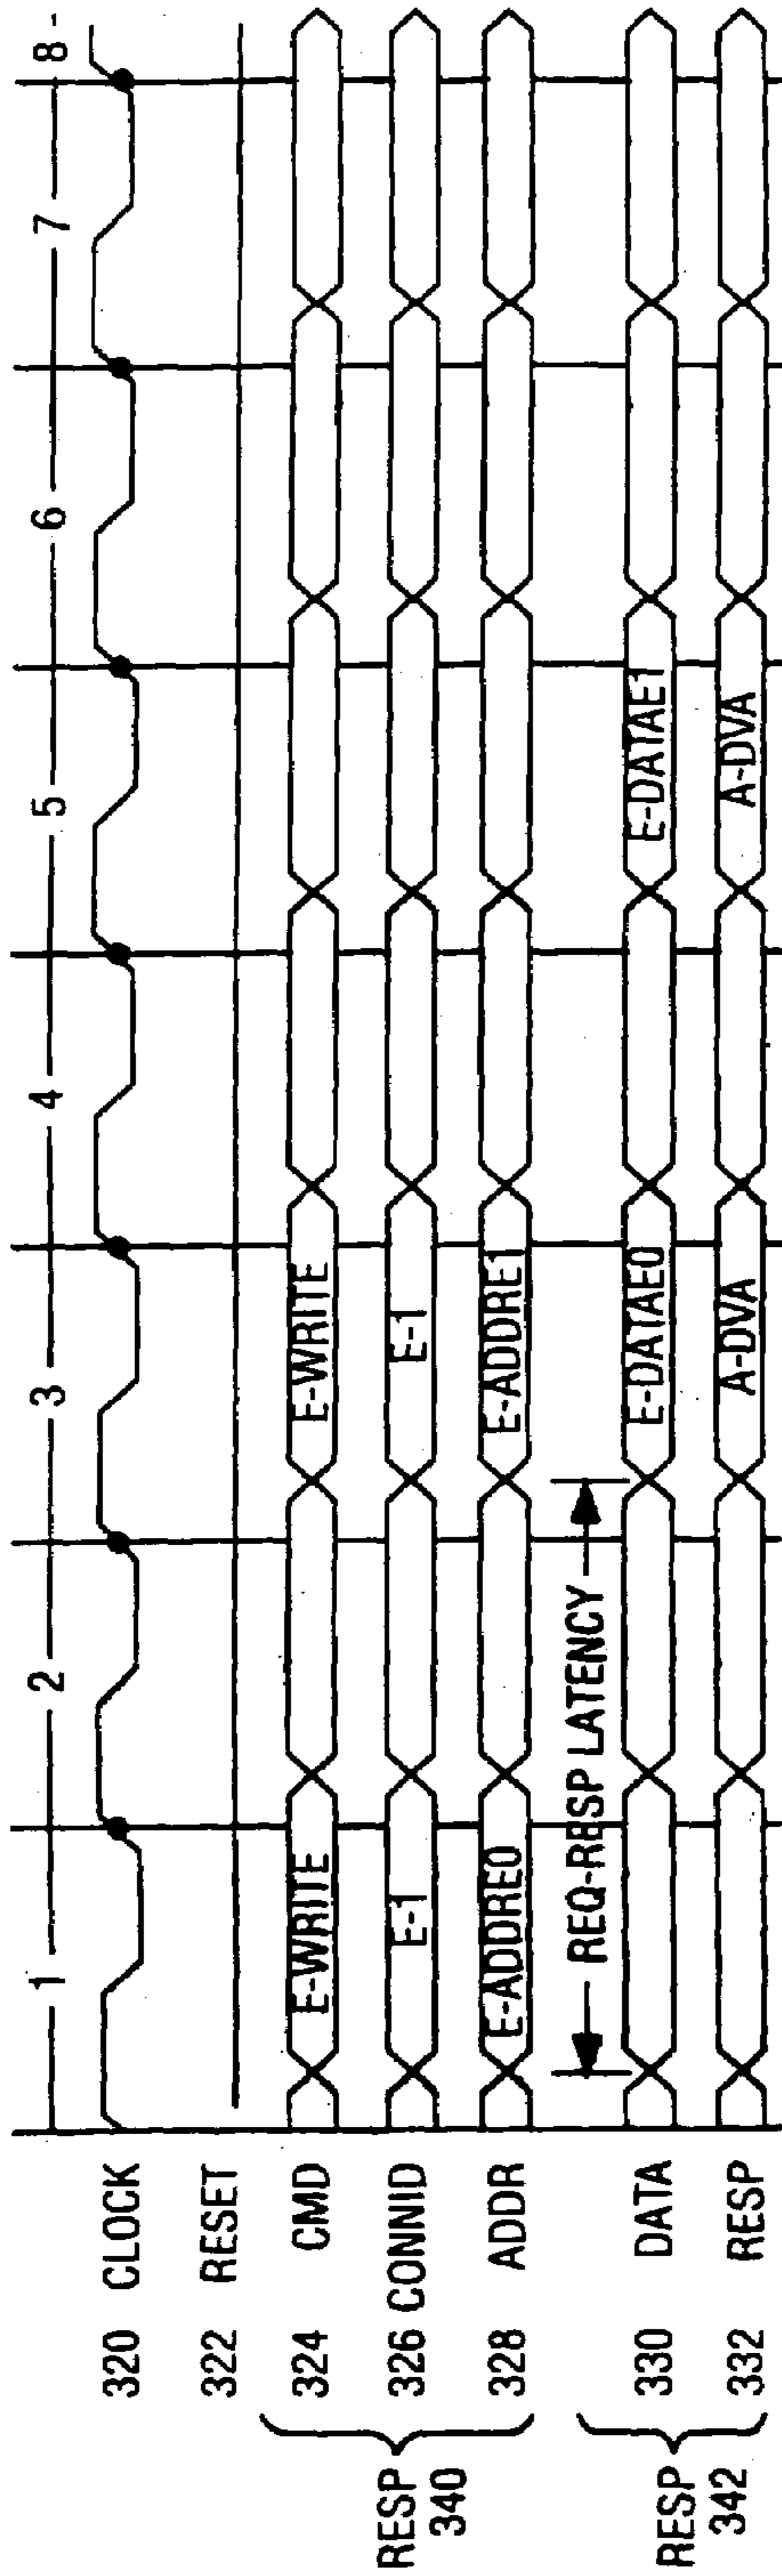 1 2 3 4 5 6 7 8
320 CLOCK
322 RESET
324 CMD E-WRITE E-WRITE
326 CONNID E-1 E-1
328 ADDR E-ADDRE0 E-ADDRE1
RESP
340
REQ-RESP LATENCY
330 DATA E-DATAE0 E-DATAE1
332 RESP A-DVA A-DVA
RESP
342